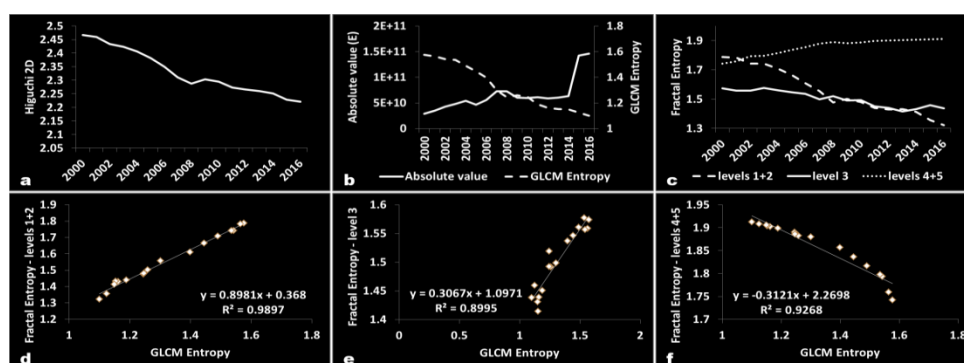 Higuchi 2D
2.5
2.45
2.4
2.35
2.3
2.25
2.2
2.15
2.1
2.05
2000
2002
2004
2006
2008
2010
2012
2014
2016
a
Absolute value (E)
2E+11
1.5E+11
1E+11
5E+10
0
1.8
1.6
1.4
1.2
1
GLCM Entropy
2000
2002
2004
2006
2008
2010
2012
2014
2016
Absolute value GLCM Entropy
b
Fractal Entropy
1.9
1.7
1.5
1.3
2000
2002
2004
2006
2008
2010
2012
2014
2016
levels 1+2 level 3 levels 4+5
c
Fractal Entropy - levels 1+2
1.9
1.8
1.7
1.6
1.5
1.4
1.3
1.2
y = 0.8981x + 0.368
R² = 0.9897
1 1.2 1.4 1.6 1.8
GLCM Entropy
d
Fractal Entropy - level 3
1.6
1.55
1.5
1.45
1.4
y = 0.3067x + 1.0971
R² = 0.8995
0 0.5 1 1.5 2
GLCM Entropy
e
Fractal Entropy - levels 4+5
1.95
1.9
1.85
1.8
1.75
1.7
y = -0.3121x + 2.2698
R² = 0.9268
1 1.2 1.4 1.6 1.8
GLCM Entropy
f